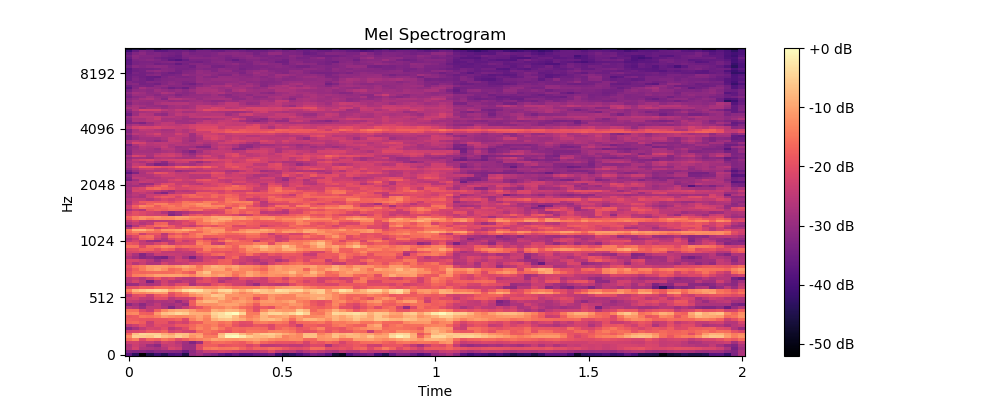 Mel Spectrogram
8192
4096
2048
1024
512
0
Hz
0
0.5
1
1.5
2
Time
+0 dB
-10 dB
-20 dB
-30 dB
-40 dB
-50 dB